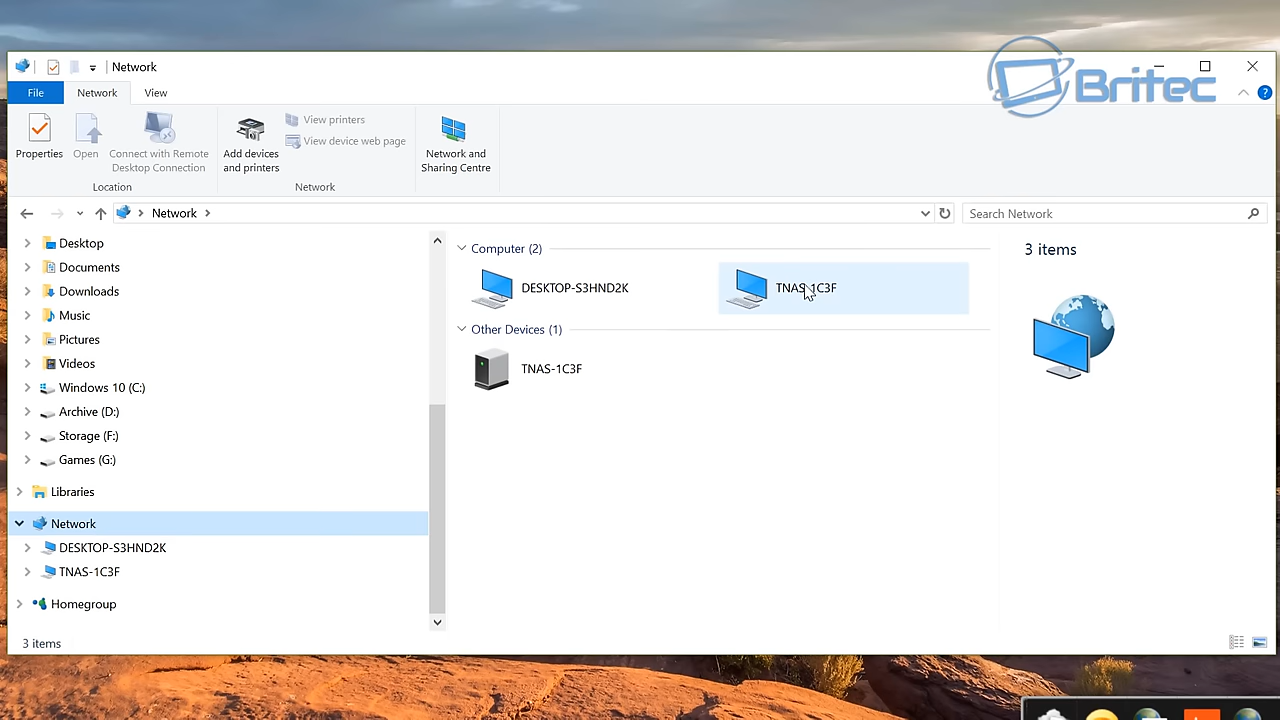 Network
Britec
File
Network
View
Properties
Open
Connect with Remote
Desktop Connection
Add devices
and printers
View printers
View device web page
Network and
Sharing Centre
Location
Network
Network
Search Network
Desktop
Documents
Downloads
Music
Pictures
Videos
Windows 10 (C:)
Archive (D:)
Storage (F:)
Games (G:)
Libraries
Network
DESKTOP-S3HND2K
TNAS-1C3F
Homegroup
Computer (2)
DESKTOP-S3HND2K
TNAS-1C3F
Other Devices (1)
TNAS-1C3F
3 items
3 items